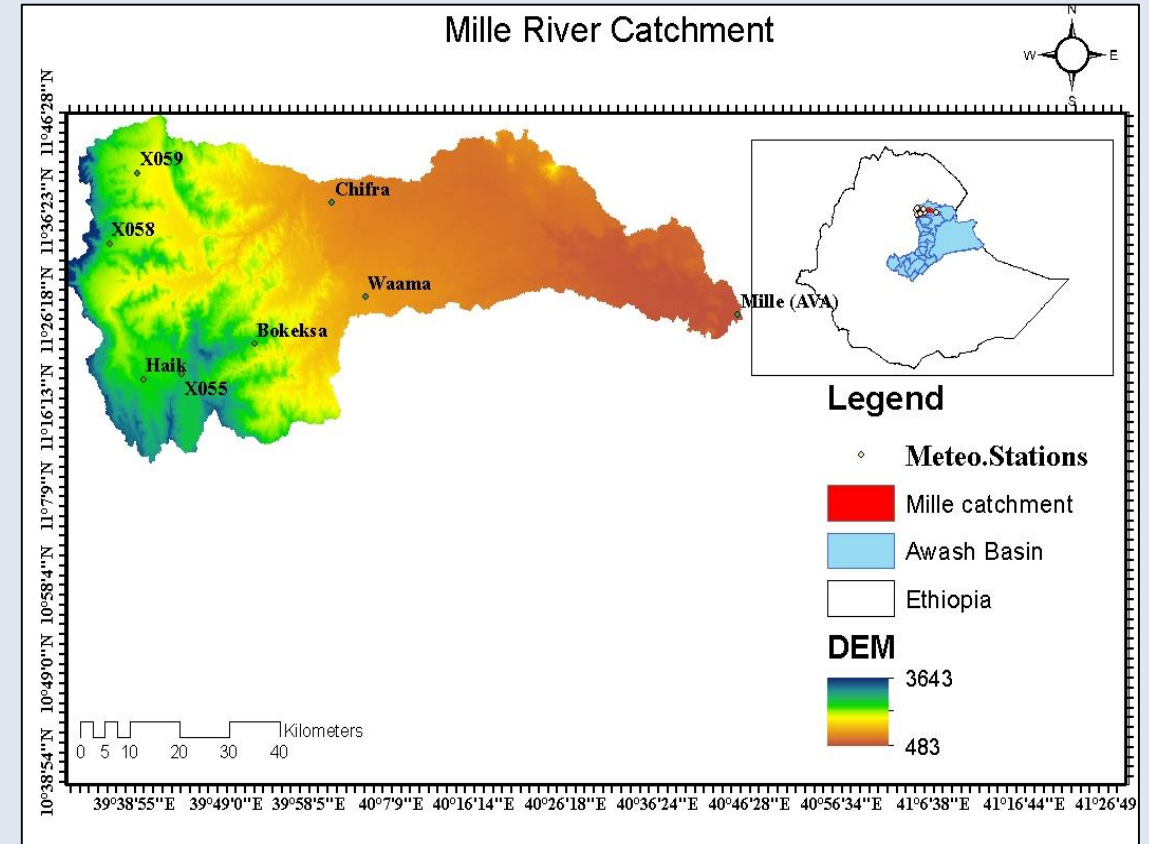 Mille River Catchment
N
W
E
S
11°46'28"N
11°36'23"N
11°26'18"N
11°16'13"N
11°7'9"N
10°58'4"N
10°49'0"N
10°38'54"N
X059
Chifra
X058
Waama
Mille (AVA)
Bokeksa
Haik
X055
Legend
Meteo.Stations
Mille catchment
Awash Basin
Ethiopia
DEM
3643
483
Kilometers
0 5 10 20 30 40
39°38'55"E 39°49'0"E 39°58'5"E 40°7'9"E 40°16'14"E 40°26'18"E 40°36'24"E 40°46'28"E 40°56'34"E 41°6'38"E 41°16'44"E 41°26'49